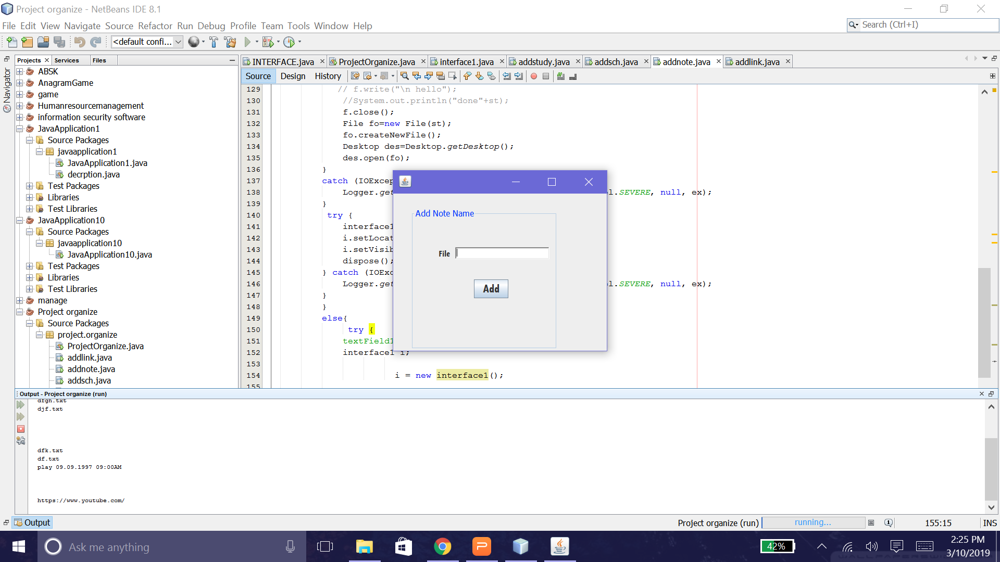 Project organize - NetBeans IDE 8.1
File Edit View Navigate Source Refactor Run Debug Profile Team Tools Window Help
Search (Ctrl+I)
<default confi...
Projects Services Files
Navigator
ABSK
AnagramGame
game
Humanresourcemanagement
information security software
JavaApplication1
Source Packages
javaapplication1
JavaApplication1.java
decrption.java
Test Packages
Libraries
Test Libraries
JavaApplication10
Source Packages
javaapplication10
JavaApplication10.java
Test Packages
Libraries
Test Libraries
manage
Project organize
Source Packages
project.organize
ProjectOrganize.java
addlink.java
addnote.java
addsch.java
INTERFACE.java ProjectOrganize.java interface1.java addstudy.java addsch.java addnote.java addlink.java
Source Design History
129 // f.write("\n hello");
130 //System.out.println("done"+st);
131 f.close();
132 File fo=new File(st);
133 fo.createNewFile();
134 Desktop des=Desktop.getDesktop();
135 des.open(fo);
136 }
137 catch (IOExcep
138 Logger.get l.SEVERE, null, ex);
139 }
140 try {
141 interface1
142 i.setLocat
143 i.setVisib
144 dispose();
145 } catch (IOExc
146 Logger.get l.SEVERE, null, ex);
147 }
148 }
149 else{
150 try {
151 textField1
152 interface1 i;
153
154 i = new interface1();
155
Add Note Name
File
Add
Output - Project organize (run)
dfgh.txt
djf.txt
dfk.txt
df.txt
play 09.09.1997 09:00AM
https://www.youtube.com/
Output
Project organize (run) running... 1 155:15 INS
Ask me anything
42%
2:25 PM
3/10/2019